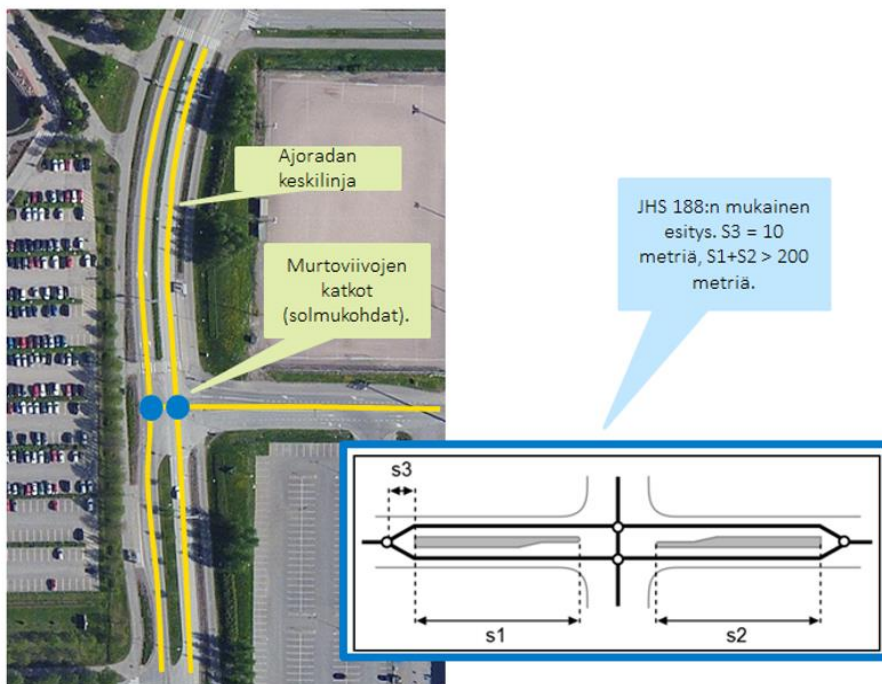 Ajoradan
keskilinja
Murtoviivojen
katkot
(solmukohdat).
JHS 188:n mukainen
esitys. S3 = 10
metriä, S1+S2 > 200
metriä.
s3
s1
s2